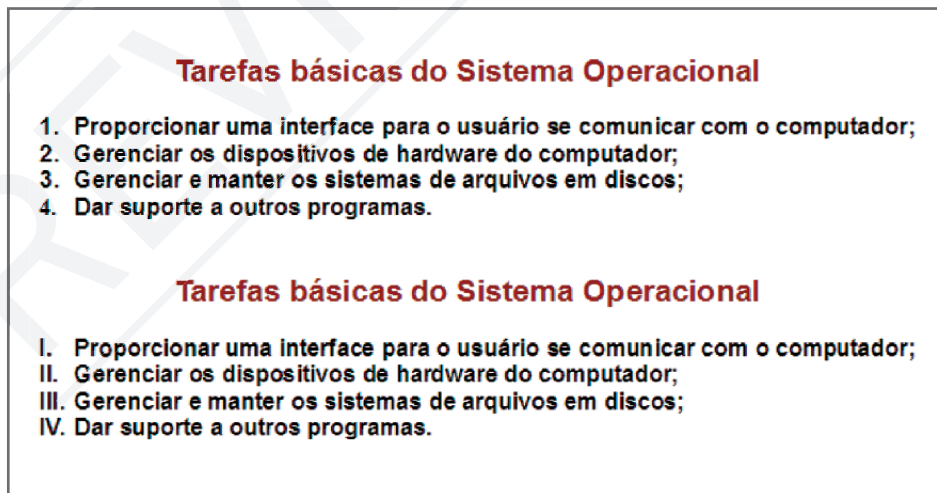 Tarefas básicas do Sistema Operacional
1. Proporcionar uma interface para o usuário se comunicar com o computador;
2. Gerenciar os dispositivos de hardware do computador;
3. Gerenciar e manter os sistemas de arquivos em discos;
4. Dar suporte a outros programas.
Tarefas básicas do Sistema Operacional
I. Proporcionar uma interface para o usuário se comunicar com o computador;
II. Gerenciar os dispositivos de hardware do computador;
III. Gerenciar e manter os sistemas de arquivos em discos;
IV. Dar suporte a outros programas.